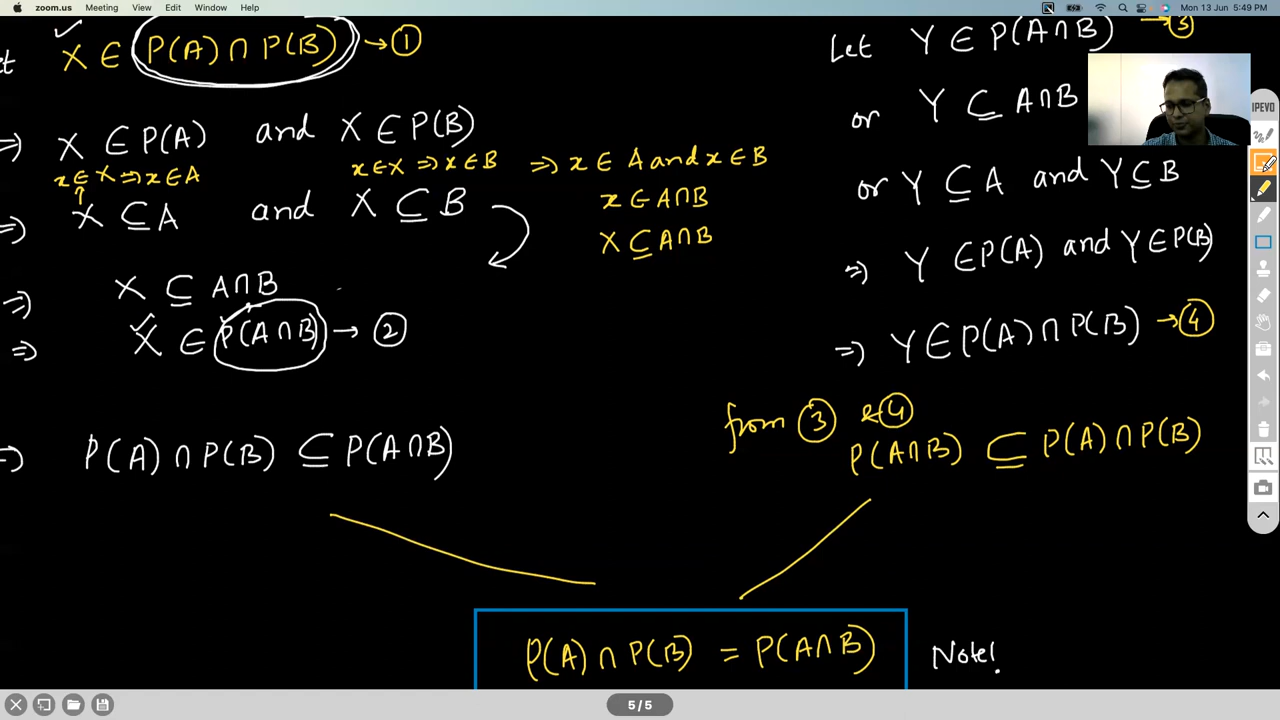 zoom.us Meeting View Edit Window Help
Mon 13 Jun 5:49 PM
X ∈ P(A) ∩ P(B) → ①
⇒ X ∈ P(A) and X ∈ P(B)
x ∈ X ⇒ x ∈ A
x ∈ X ⇒ x ∈ B
⇒ X ⊆ A and X ⊆ B
⇒ x ∈ A and x ∈ B
x ∈ A∩B
X ⊆ A∩B
⇒ X ⊆ A∩B
⇒ X ∈ P(A∩B) → ②
⇒ P(A) ∩ P(B) ⊆ P(A∩B)
Let Y ∈ P(A∩B) → ③
or Y ⊆ A∩B
or Y ⊆ A and Y ⊆ B
⇒ Y ∈ P(A) and Y ∈ P(B)
⇒ Y ∈ P(A) ∩ P(B) → ④
from ③ & ④
P(A∩B) ⊆ P(A) ∩ P(B)
P(A) ∩ P(B) = P(A∩B)
Note!
IPEVO
5/5